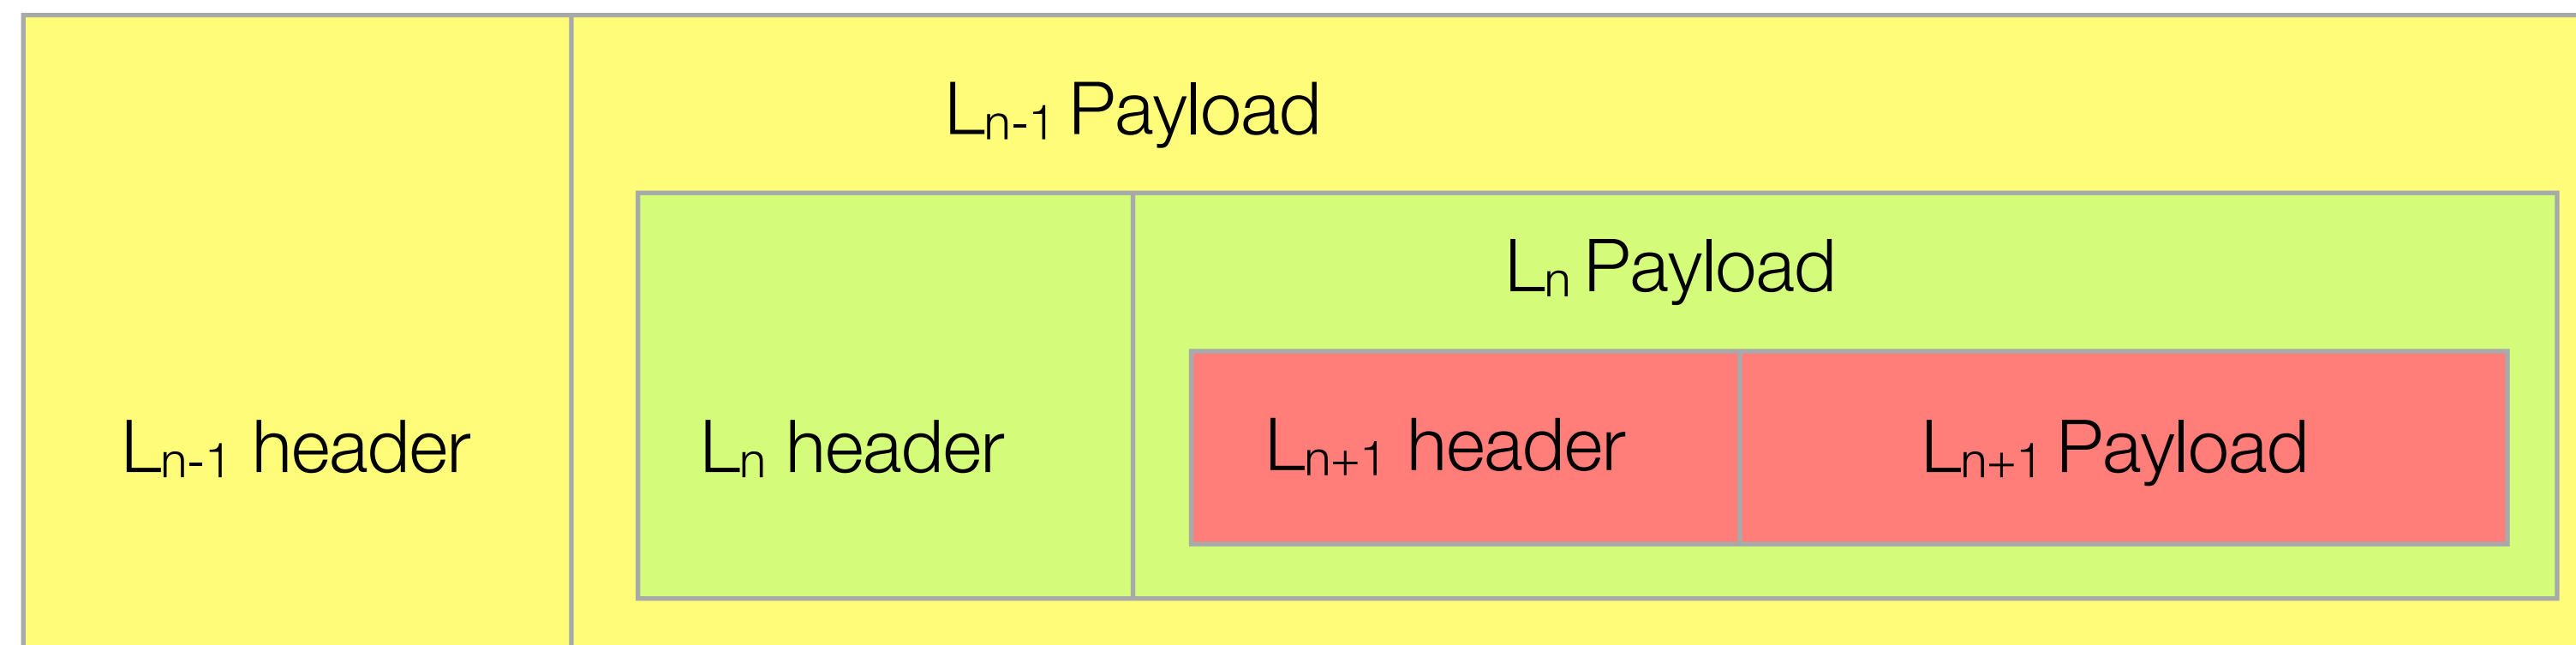 Ln-1 Payload
Ln Payload
Ln-1 header
Ln header
Ln+1 header
Ln+1 Payload